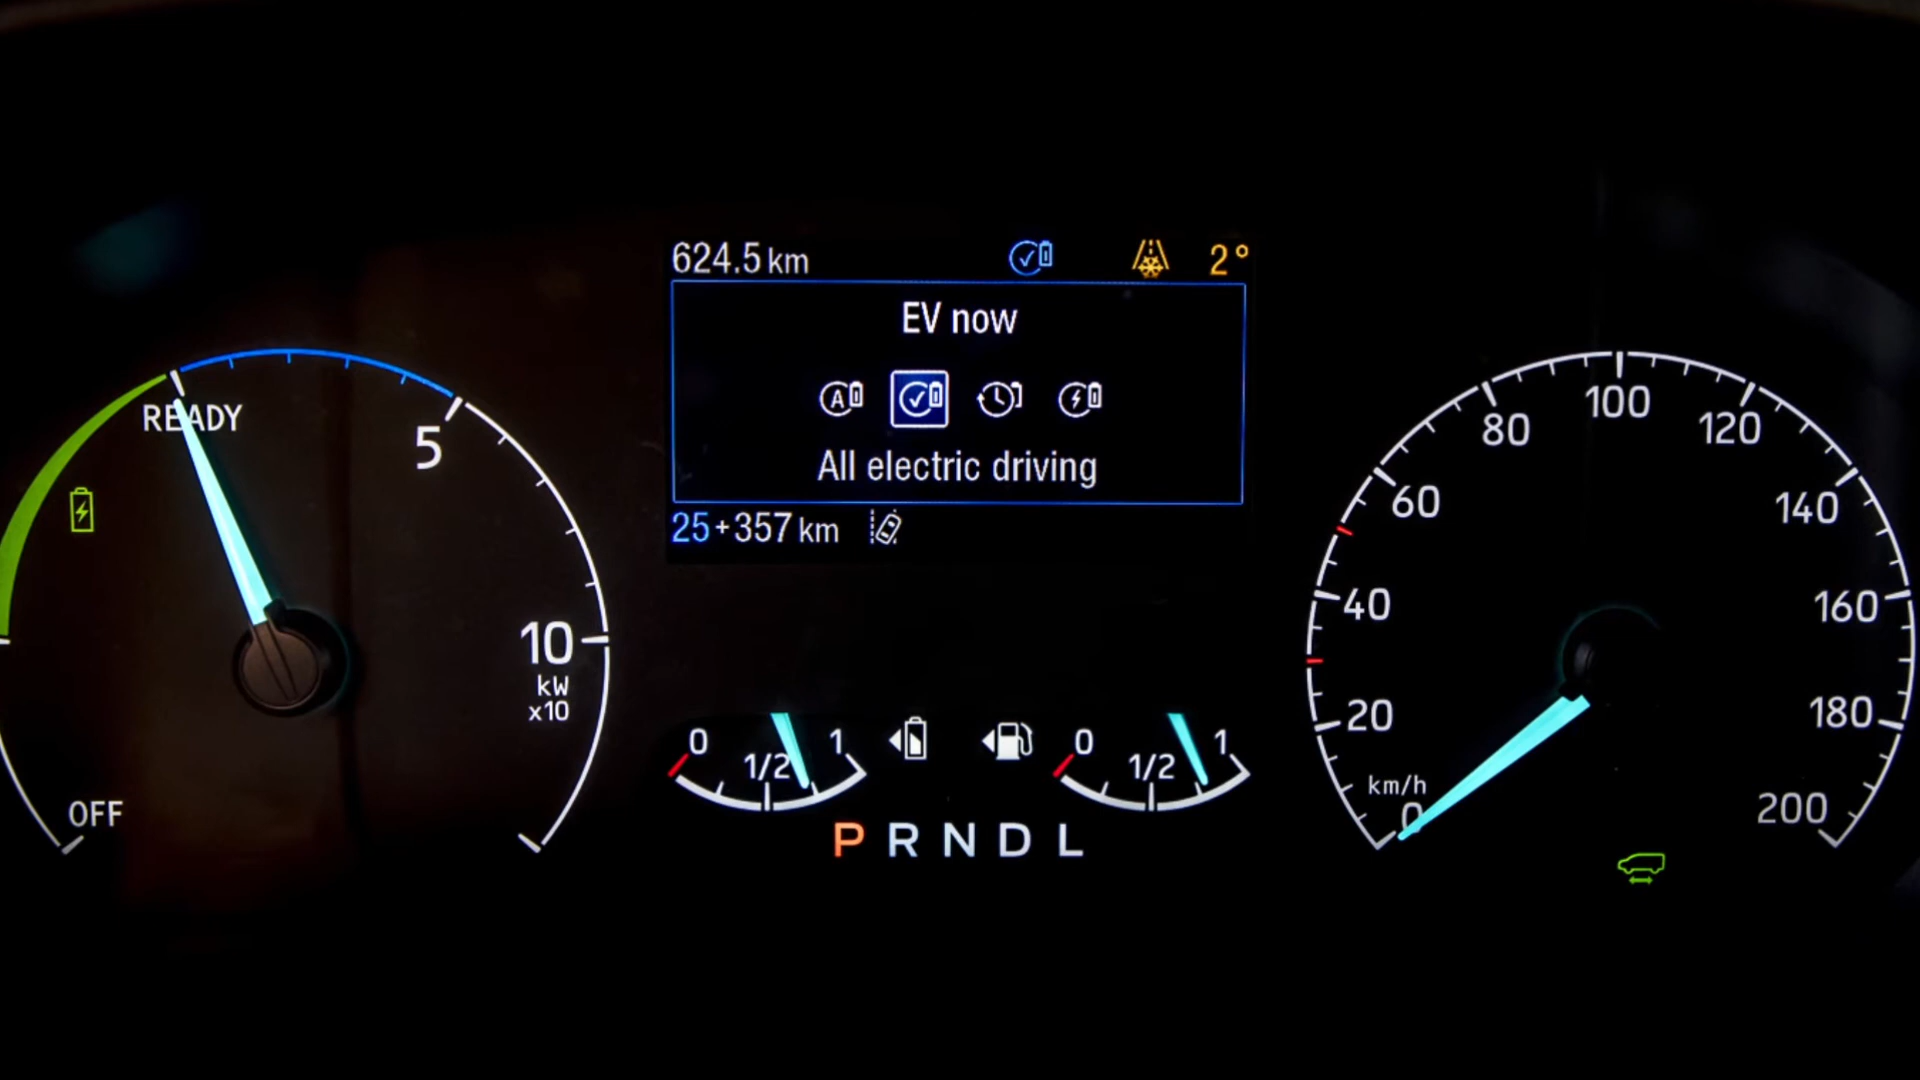 624.5 km
2°
EV now
A
All electric driving
25+357 km
READY
5
10
kW
x10
OFF
0
1/2
1
0
1/2
1
P R N D L
0
20
40
60
80
100
120
140
160
180
200
km/h